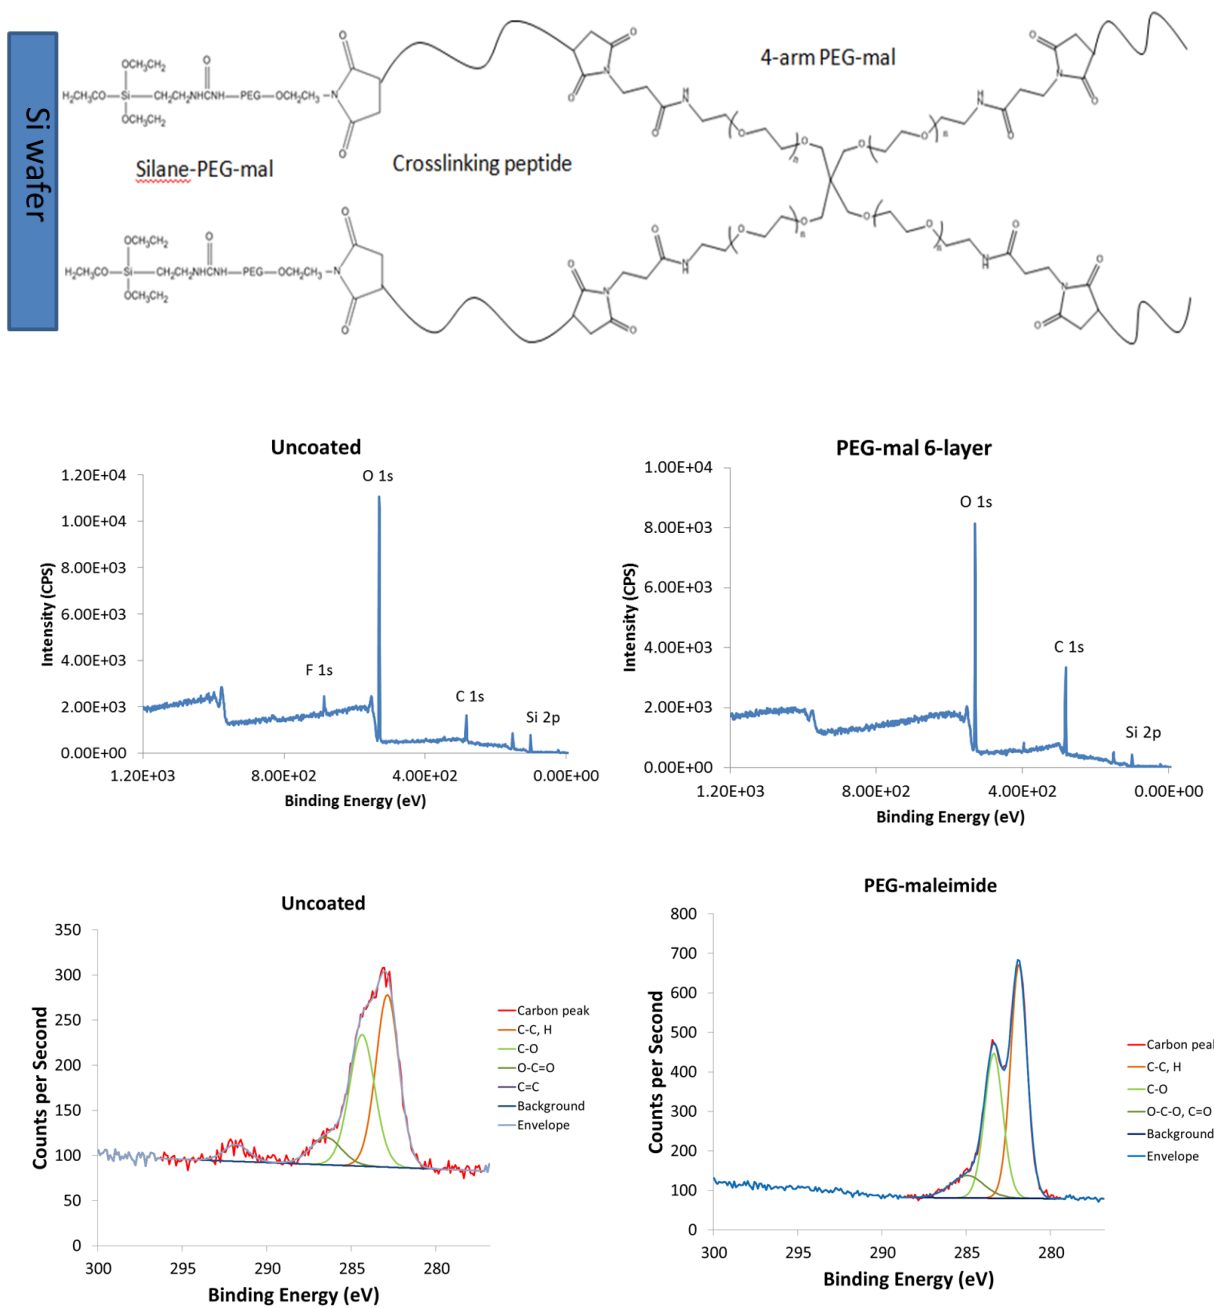 Si wafer
OCH₃CH₂
O
H₂CH₃CO
Si
CH₂CH₂NHCNH
PEG
OCH₂CH₃
N
O
O
OCH₃CH₂
Silane-PEG-mal
Crosslinking peptide
4-arm PEG-mal
O
O
N
O
H
N
O
n
O
O
n
H
N
O
O
N
O
OCH₃CH₂
O
H₂CH₃CO
Si
CH₂CH₂NHCNH
PEG
OCH₂CH₃
N
O
O
OCH₃CH₂
O
O
N
O
N
H
O
n
O
O
n
N
H
O
O
N
O
Uncoated
Intensity (CPS)
1.20E+04
1.00E+04
8.00E+03
6.00E+03
4.00E+03
2.00E+03
0.00E+00
O 1s
F 1s
C 1s
Si 2p
1.20E+03 8.00E+02 4.00E+02 0.00E+00
Binding Energy (eV)
PEG-mal 6-layer
Intensity (CPS)
1.00E+04
8.00E+03
6.00E+03
4.00E+03
2.00E+03
0.00E+00
O 1s
C 1s
Si 2p
1.20E+03 8.00E+02 4.00E+02 0.00E+00
Binding Energy (eV)
Uncoated
Counts per Second
350
300
250
200
150
100
50
0
300 295 290 285 280
Binding Energy (eV)
Carbon peak
C-C, H
C-O
O-C=O
C=C
Background
Envelope
PEG-maleimide
Counts per Second
800
700
600
500
400
300
200
100
0
300 295 290 285 280
Binding Energy (eV)
Carbon peak
C-C, H
C-O
O-C-O, C=O
Background
Envelope